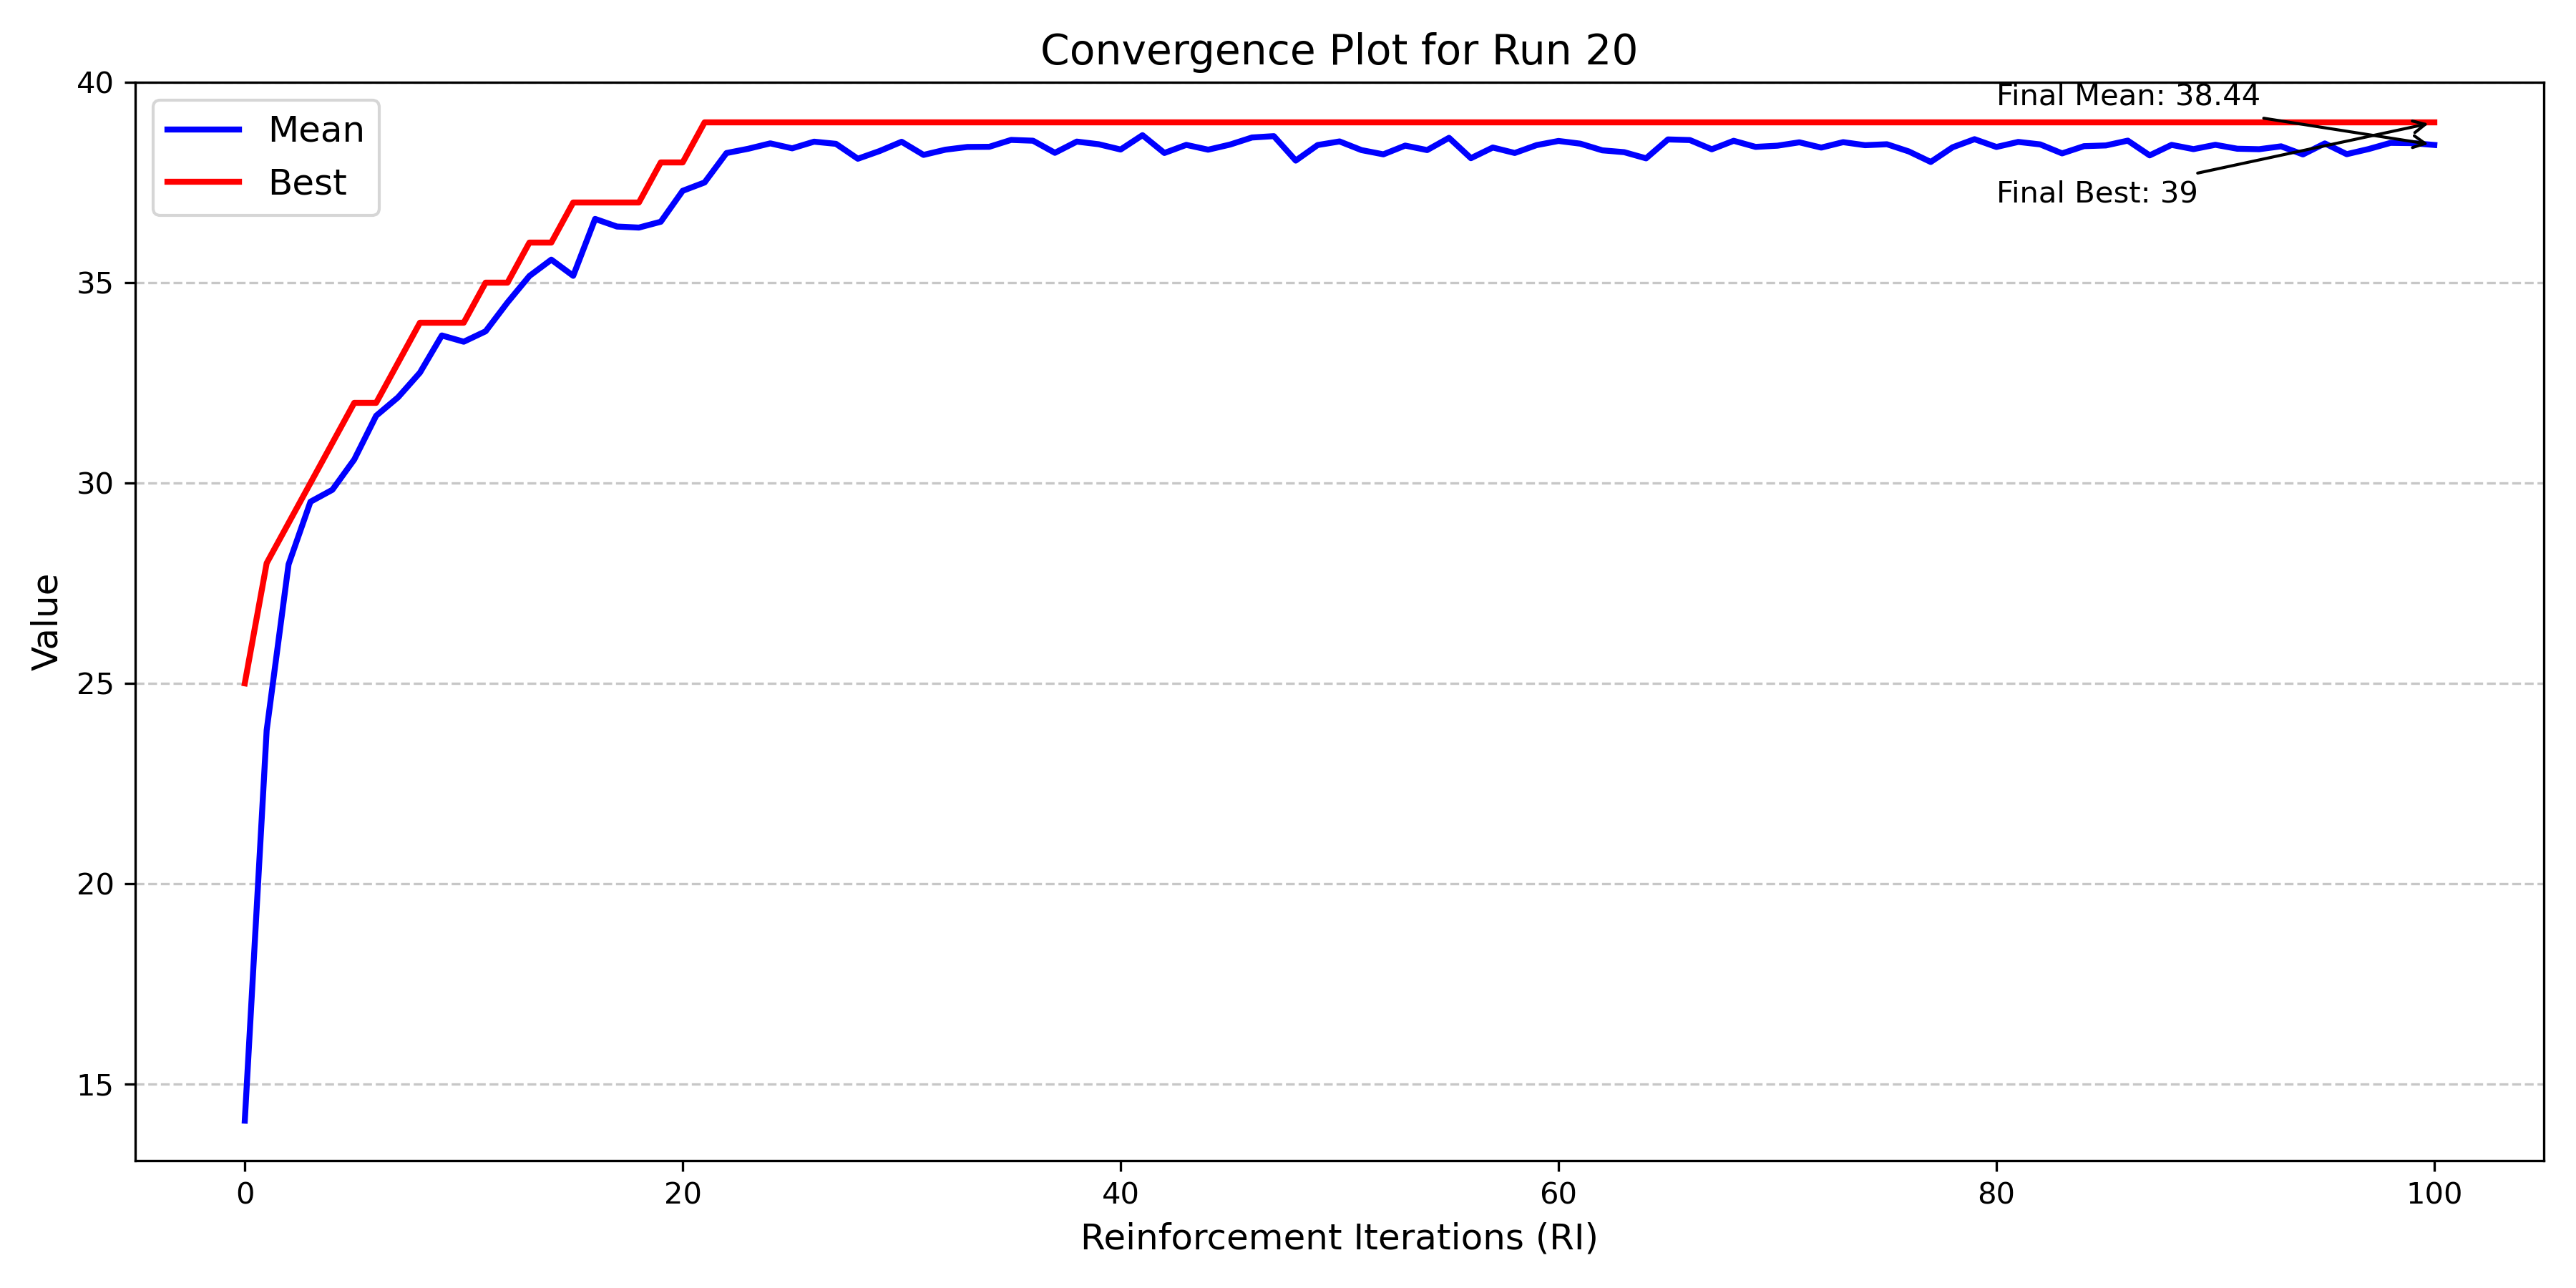 Convergence Plot for Run 20
40
35
30
25
20
15
Value
Mean
Best
Final Mean: 38.44
Final Best: 39
0
20
40
60
80
100
Reinforcement Iterations (RI)